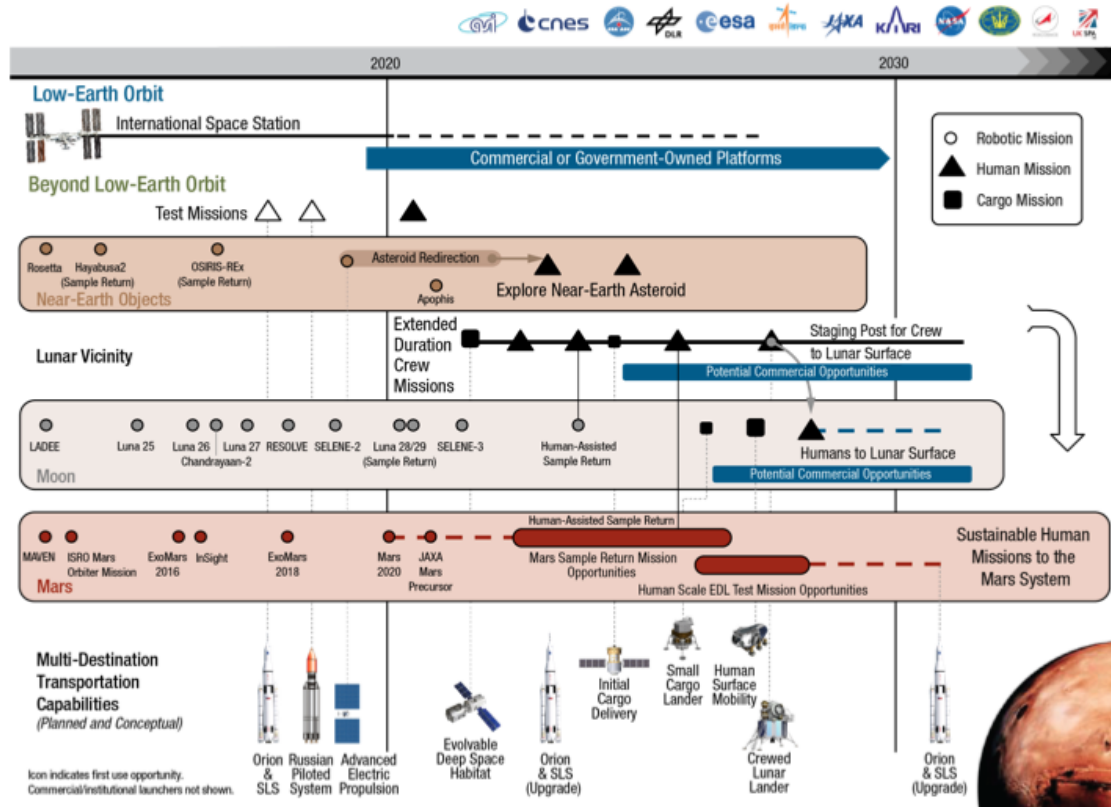 csa
cnes
DLR
esa
isro
JAXA
KARI
NASA
UK SPA
2020
2030
Low-Earth Orbit
International Space Station
Commercial or Government-Owned Platforms
Robotic Mission
Human Mission
Cargo Mission
Beyond Low-Earth Orbit
Test Missions
Rosetta
Hayabusa2
(Sample Return)
OSIRIS-REx
(Sample Return)
Asteroid Redirection
Apophis
Explore Near-Earth Asteroid
Near-Earth Objects
Lunar Vicinity
Extended
Duration
Crew
Missions
Staging Post for Crew
to Lunar Surface
Potential Commercial Opportunities
LADEE
Luna 25
Luna 26
Chandrayaan-2
Luna 27
RESOLVE
SELENE-2
Luna 28/29
(Sample Return)
SELENE-3
Human-Assisted
Sample Return
Humans to Lunar Surface
Potential Commercial Opportunities
Moon
MAVEN
ISRO Mars
Orbiter Mission
ExoMars
2016
InSight
ExoMars
2018
Mars
2020
JAXA
Mars
Precursor
Human-Assisted Sample Return
Mars Sample Return Mission
Opportunities
Human Scale EDL Test Mission Opportunities
Sustainable Human
Missions to the
Mars System
Mars
Multi-Destination
Transportation
Capabilities
(Planned and Conceptual)
Orion
& SLS
Russian
Piloted
System
Advanced
Electric
Propulsion
Evolvable
Deep Space
Habitat
Orion
& SLS
(Upgrade)
Initial
Cargo
Delivery
Small
Cargo
Lander
Human
Surface
Mobility
Crewed
Lunar
Lander
Orion
& SLS
(Upgrade)
Icon indicates first use opportunity.
Commercial/institutional launchers not shown.